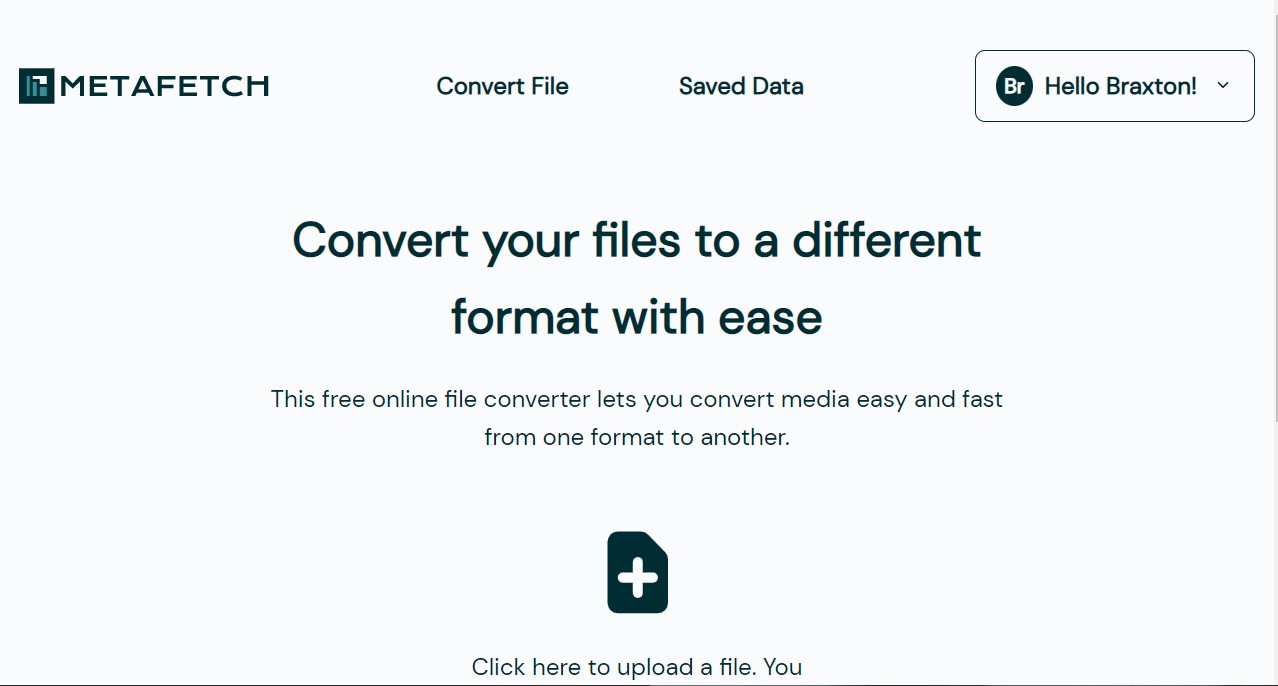 METAFETCH
Convert File
Saved Data
Br
Hello Braxton!
Convert your files to a different
format with ease
This free online file converter lets you convert media easy and fast
from one format to another.
Click here to upload a file. You